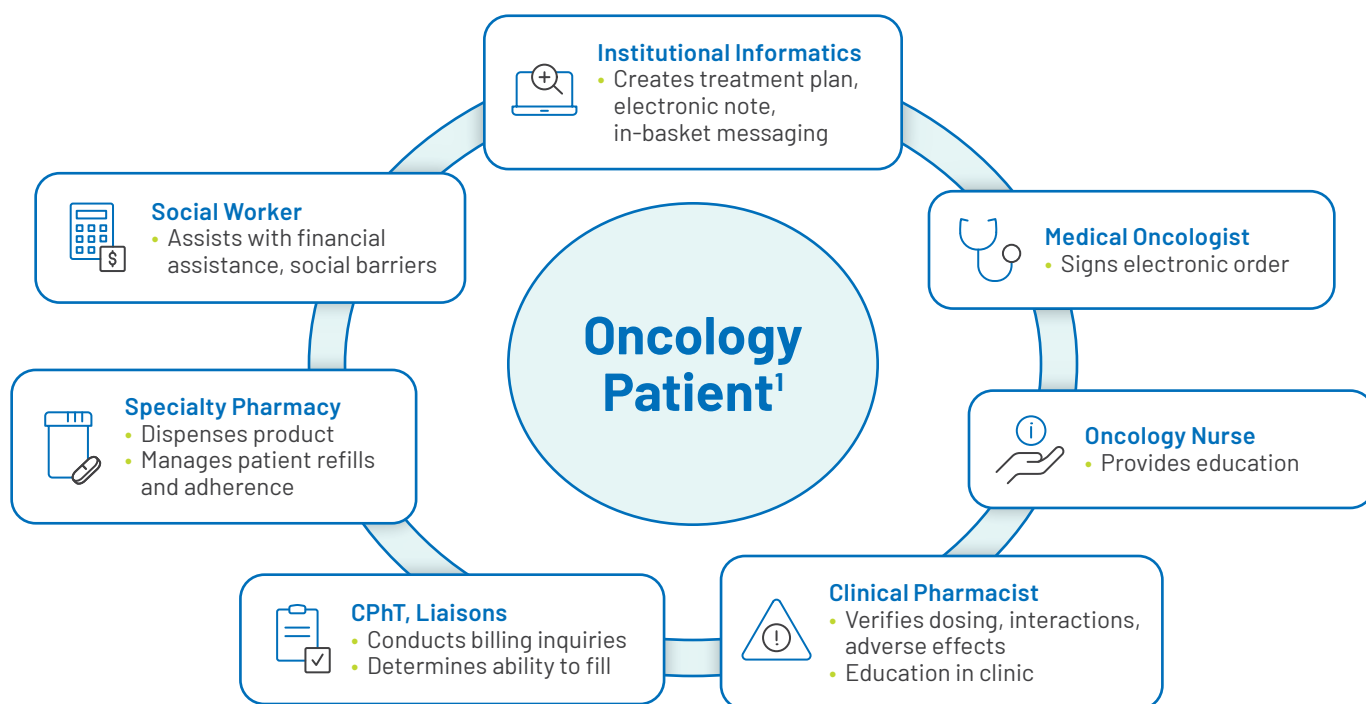 Institutional Informatics
• Creates treatment plan,
electronic note,
in-basket messaging
Medical Oncologist
• Signs electronic order
Oncology Nurse
• Provides education
Clinical Pharmacist
• Verifies dosing, interactions,
adverse effects
• Education in clinic
CPhT, Liaisons
• Conducts billing inquiries
• Determines ability to fill
Specialty Pharmacy
• Dispenses product
• Manages patient refills
and adherence
Social Worker
• Assists with financial
assistance, social barriers
$
Oncology
Patient¹